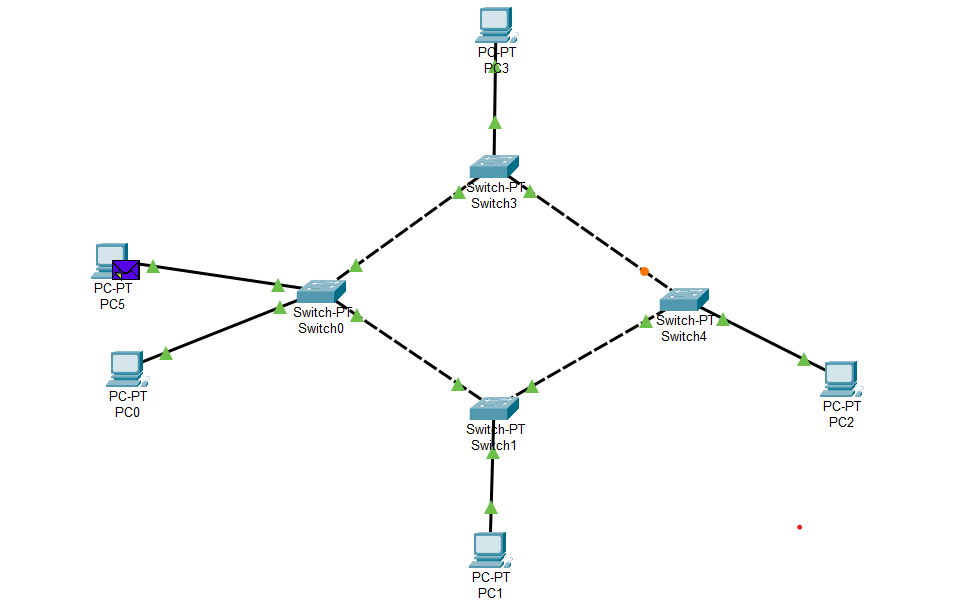 PC-PT
PC3
Switch-PT
Switch3
PC-PT
PC5
Switch-PT
Switch0
Switch-PT
Switch4
PC-PT
PC0
PC-PT
PC2
Switch-PT
Switch1
PC-PT
PC1